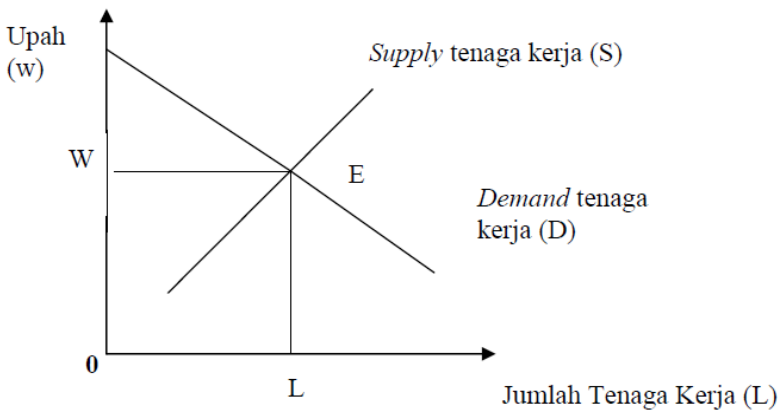 Upah
(w)
Supply tenaga kerja (S)
W
E
Demand tenaga
kerja (D)
0
L
Jumlah Tenaga Kerja (L)